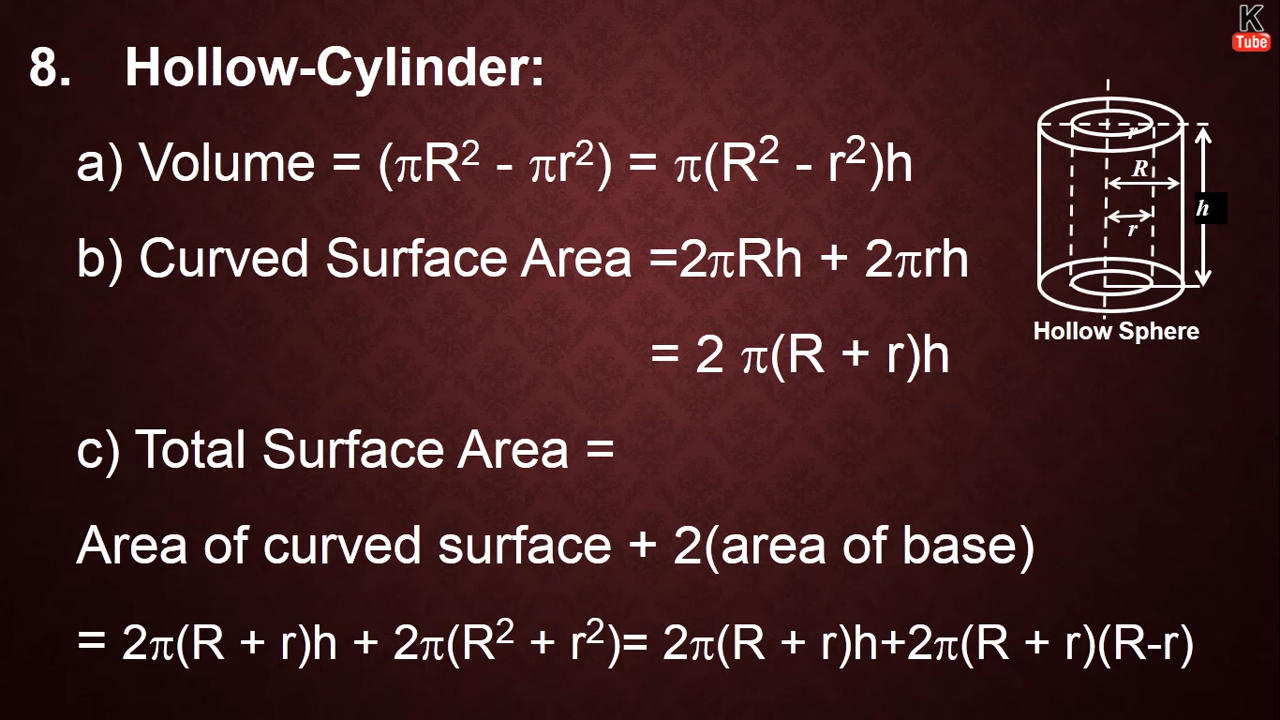 K
Tube
8. Hollow-Cylinder:
a) Volume = (πR² - πr²) = π(R² - r²)h
b) Curved Surface Area =2πRh + 2πrh
= 2 π(R + r)h
c) Total Surface Area =
Area of curved surface + 2(area of base)
= 2π(R + r)h + 2π(R² + r²)= 2π(R + r)h+2π(R + r)(R-r)
r
R
h
r
Hollow Sphere